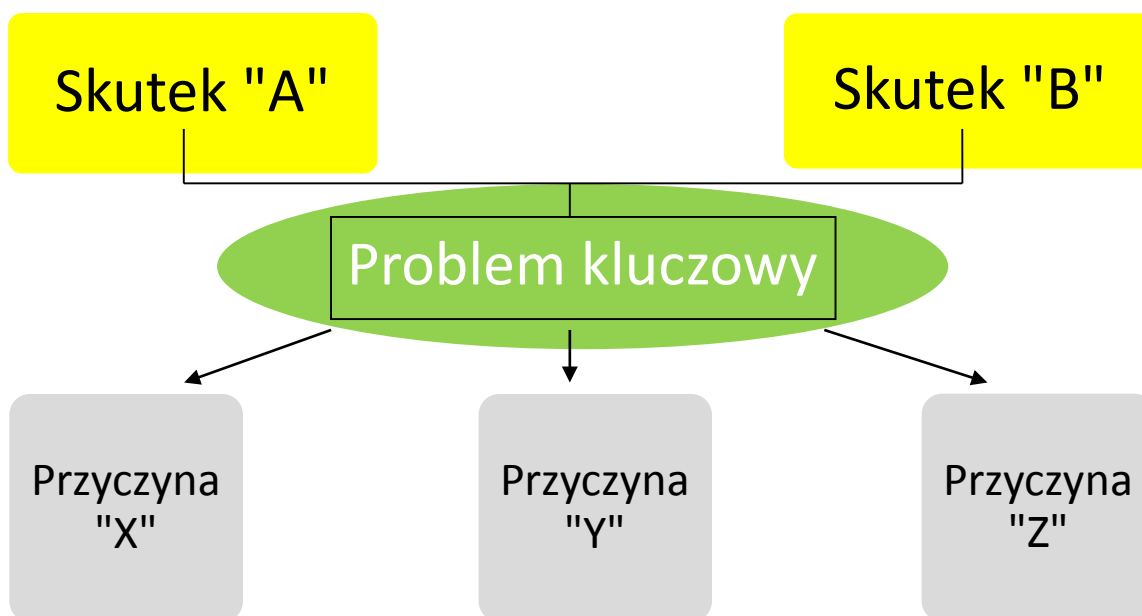 Skutek "A"
Skutek "B"
Problem kluczowy
Przyczyna
"X"
Przyczyna
"Y"
Przyczyna
"Z"